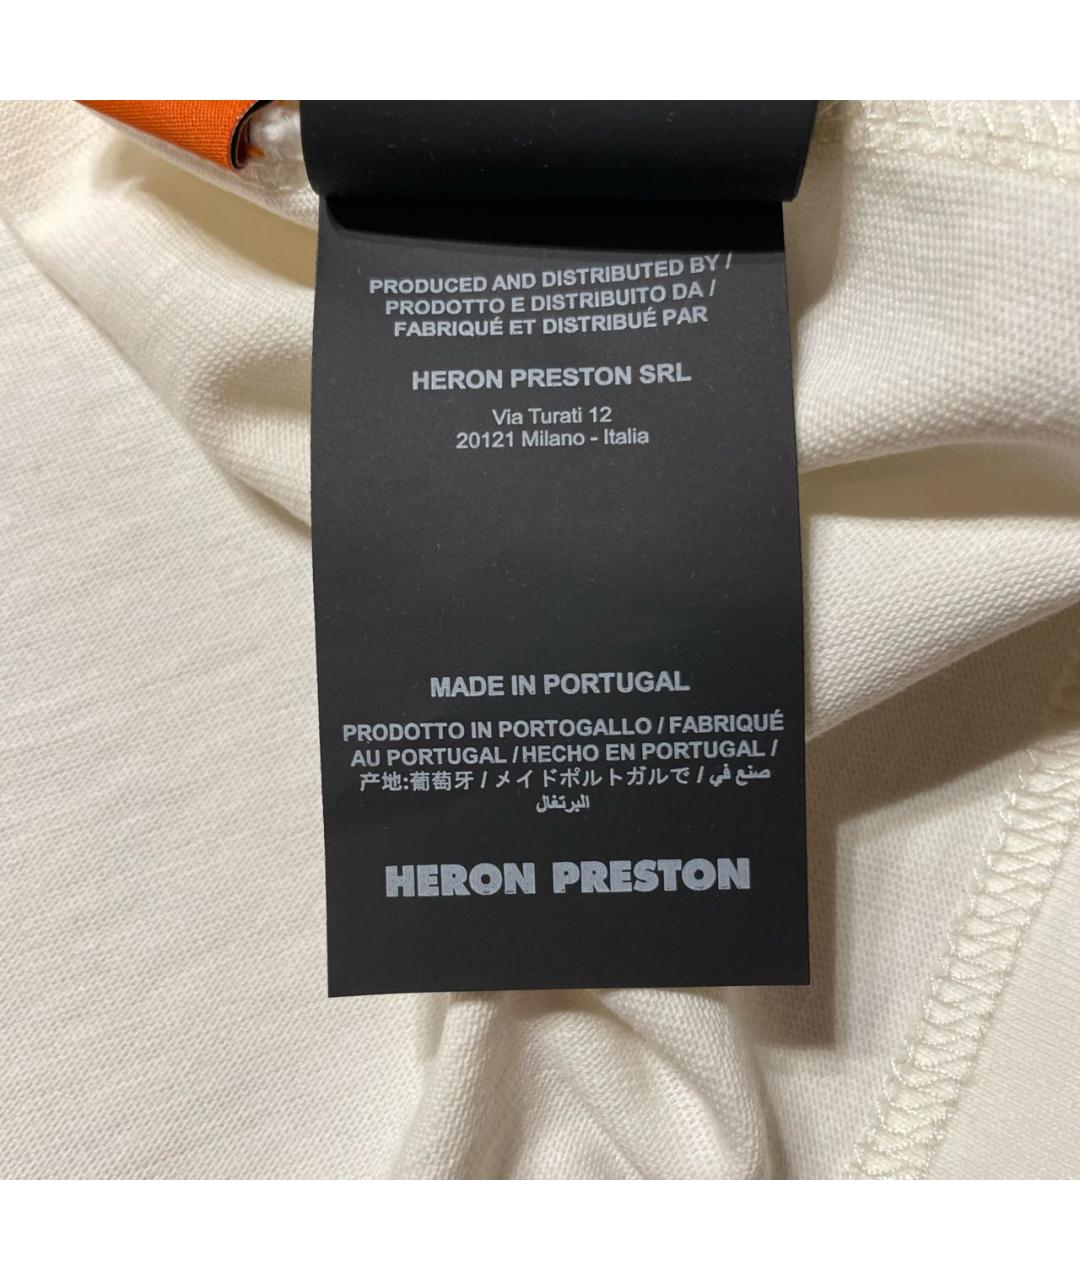 PRODUCED AND DISTRIBUTED BY /
PRODOTTO E DISTRIBUITO DA /
FABRIQUÉ ET DISTRIBUÉ PAR
HERON PRESTON SRL
Via Turati 12
20121 Milano - Italia
MADE IN PORTUGAL
PRODOTTO IN PORTOGALLO / FABRIQUÉ
AU PORTUGAL / HECHO EN PORTUGAL /
产地:葡萄牙 / メイドポルトガルで / صنع في
البرتغال
HERON PRESTON